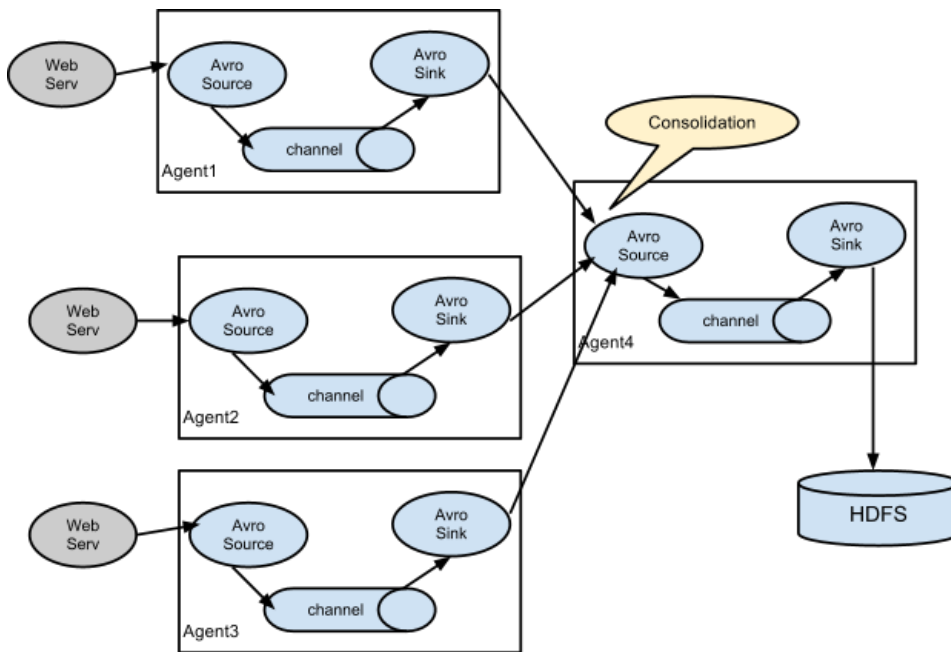 Web
Serv
Avro
Source
Avro
Sink
channel
Agent1
Consolidation
Web
Serv
Avro
Source
Avro
Sink
channel
Agent2
Avro
Source
Avro
Sink
channel
Agent4
Web
Serv
Avro
Source
Avro
Sink
channel
Agent3
HDFS